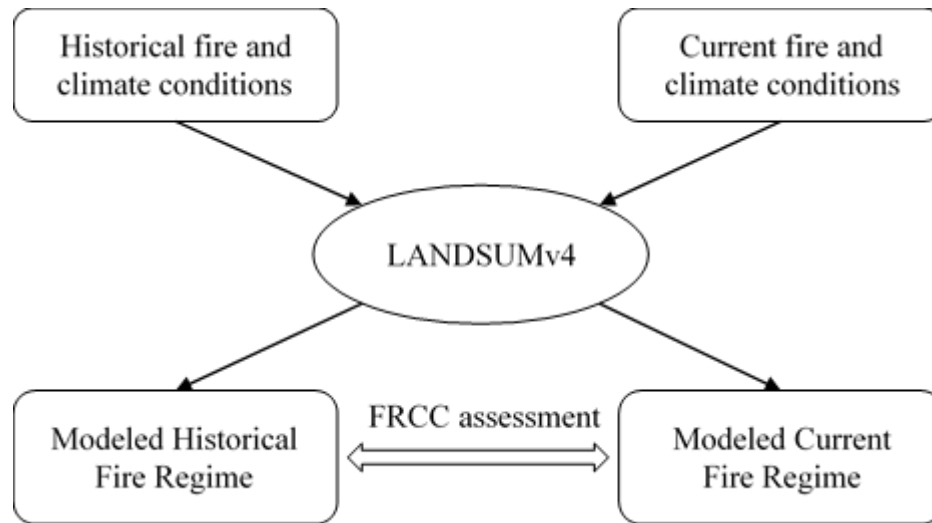 Historical fire and
climate conditions
Current fire and
climate conditions
LANDSUMv4
Modeled Historical
Fire Regime
FRCC assessment
Modeled Current
Fire Regime